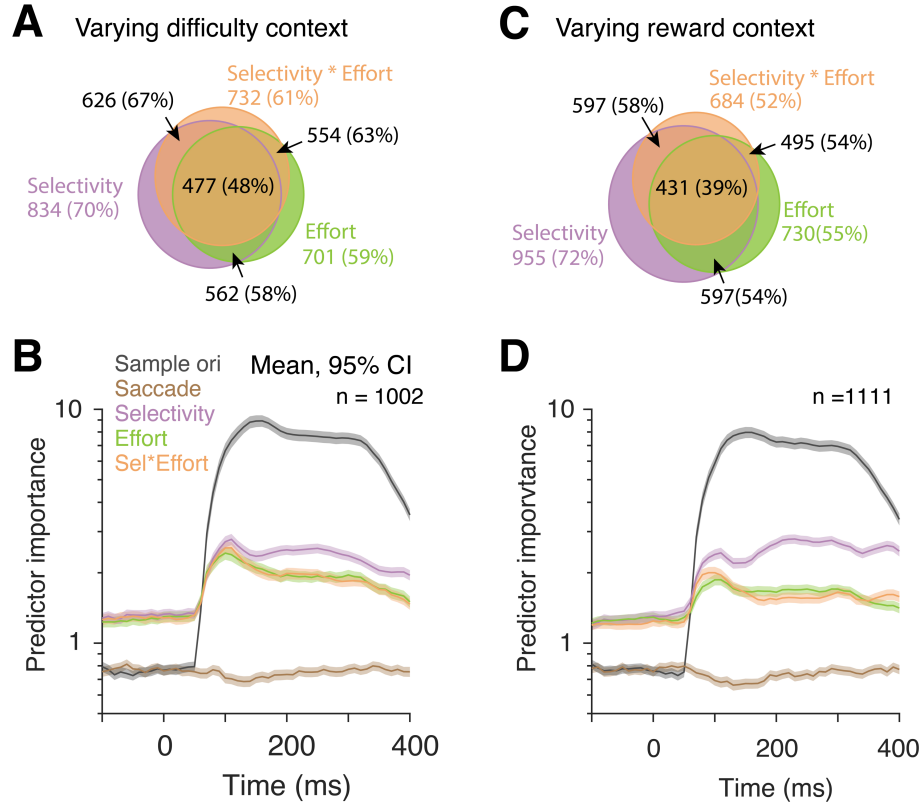 A
Varying difficulty context
Selectivity * Effort
732 (61%)
626 (67%)
554 (63%)
477 (48%)
Selectivity
834 (70%)
Effort
701 (59%)
562 (58%)
C
Varying reward context
Selectivity * Effort
684 (52%)
597 (58%)
495 (54%)
431 (39%)
Effort
730(55%)
Selectivity
955 (72%)
597(54%)
B
Sample ori
Saccade
Selectivity
Effort
Sel*Effort
Mean, 95% CI
n = 1002
10
1
Predictor importance
0
200
400
Time (ms)
D
n =1111
10
1
Predictor imporvtance
0
200
400
Time (ms)